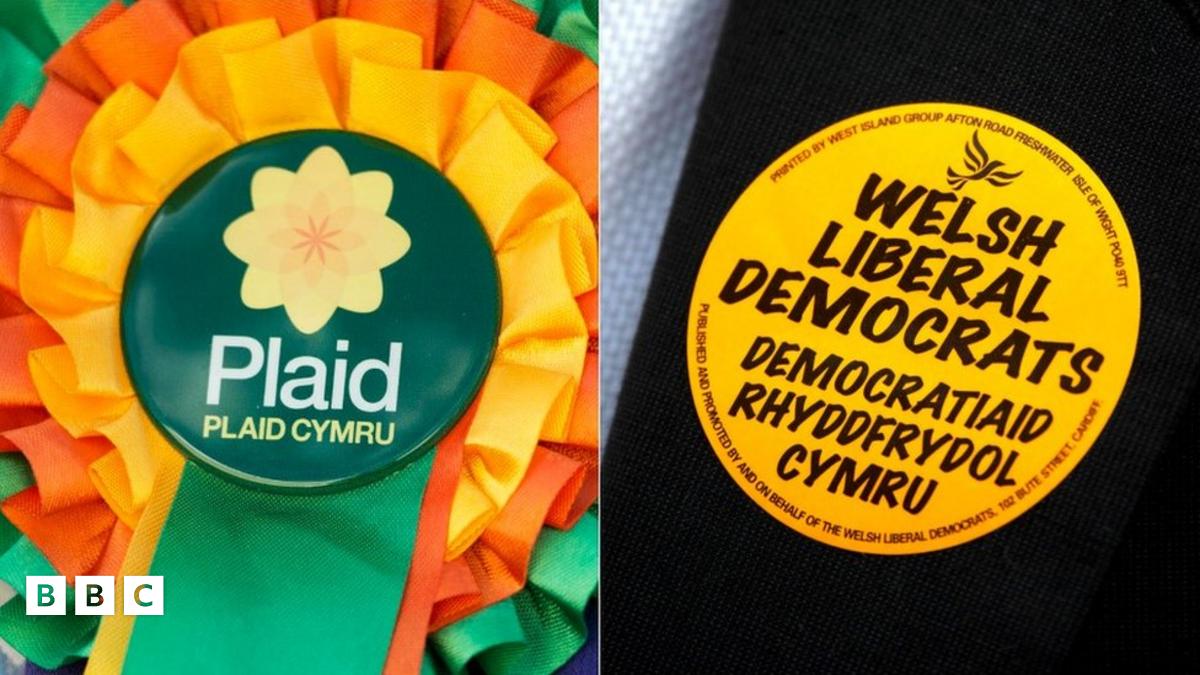 Plaid
PLAID CYMRU
BBC
PRINTED BY WEST ISLAND GROUP AFTON ROAD FRESHWATER ISLE OF WIGHT PO40 9TT
WELSH
LIBERAL
DEMOCRATS
DEMOCRATIAID
RHYDDFRYDOL
CYMRU
PUBLISHED AND PROMOTED BY AND ON BEHALF OF THE WELSH LIBERAL DEMOCRATS, 102 BUTE STREET, CARDIFF.